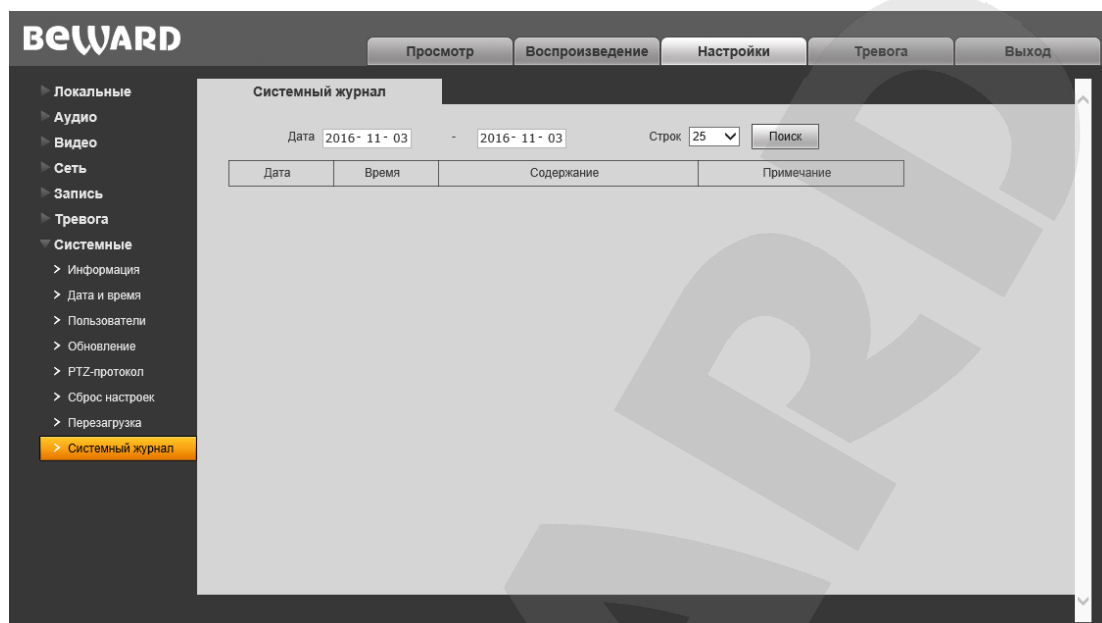 BEWARD
Просмотр Воспроизведение Настройки Тревога Выход
Локальные
Аудио
Видео
Сеть
Запись
Тревога
Системные
Информация
Дата и время
Пользователи
Обновление
PTZ-протокол
Сброс настроек
Перезагрузка
Системный журнал
Системный журнал
Дата 2016- 11- 03 - 2016- 11- 03 Строк 25 Поиск
Дата Время Содержание Примечание